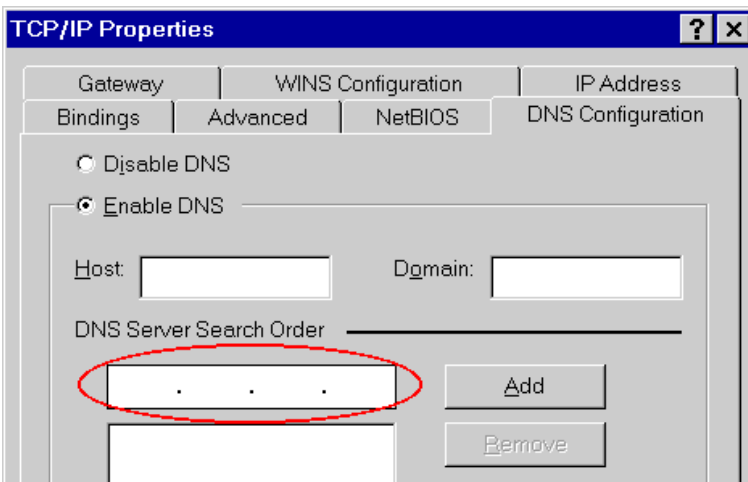 TCP/IP Properties ? ×
Gateway WINS Configuration IP Address
Bindings Advanced NetBIOS DNS Configuration
Disable DNS
Enable DNS
Host: Domain:
DNS Server Search Order
. . . Add
Remove